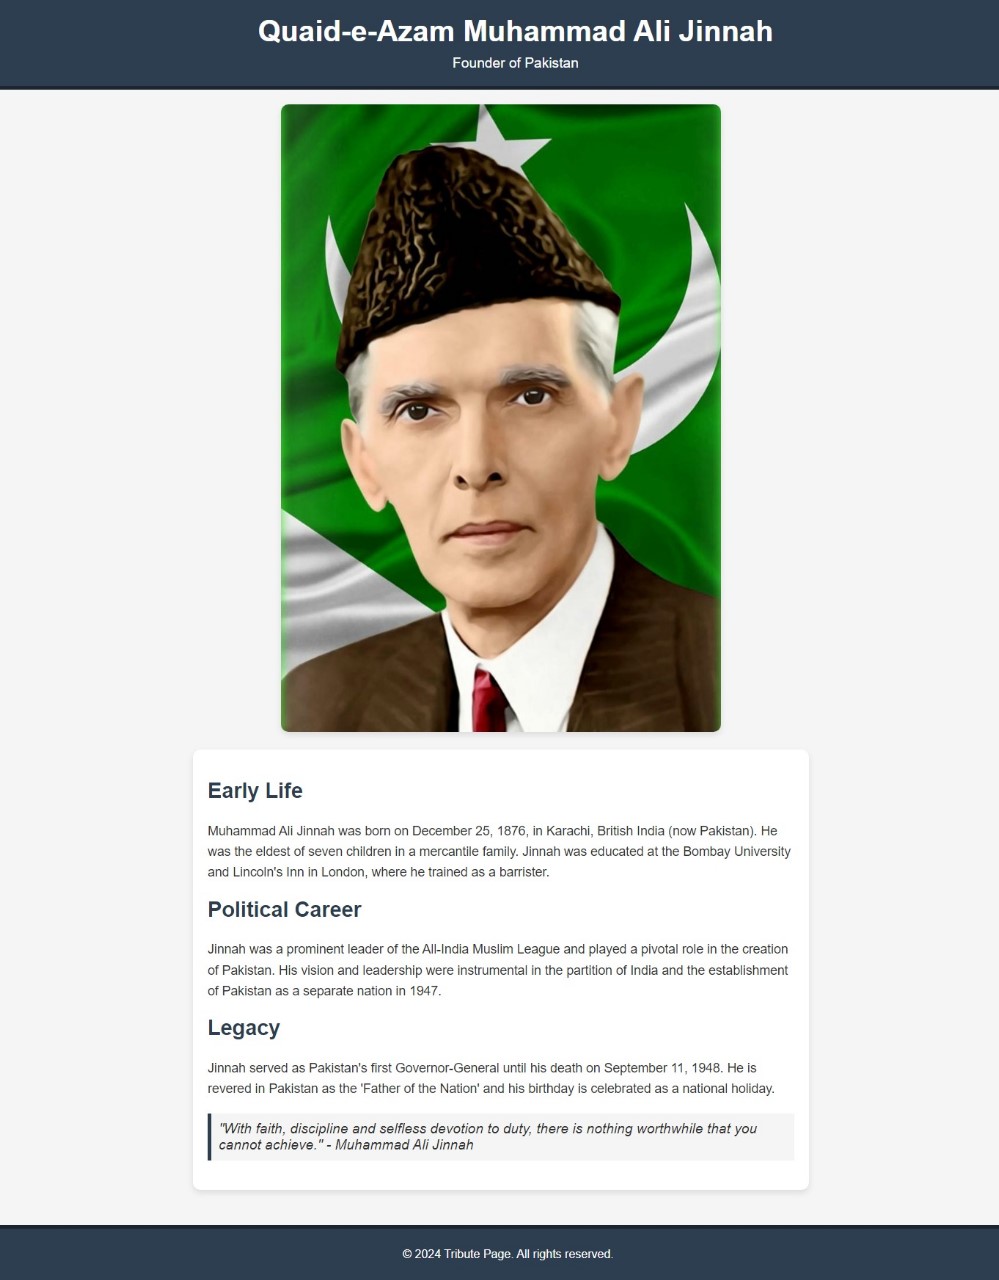 Quaid-e-Azam Muhammad Ali Jinnah
Founder of Pakistan
Early Life
Muhammad Ali Jinnah was born on December 25, 1876, in Karachi, British India (now Pakistan). He
was the eldest of seven children in a mercantile family. Jinnah was educated at the Bombay University
and Lincoln's Inn in London, where he trained as a barrister.
Political Career
Jinnah was a prominent leader of the All-India Muslim League and played a pivotal role in the creation
of Pakistan. His vision and leadership were instrumental in the partition of India and the establishment
of Pakistan as a separate nation in 1947.
Legacy
Jinnah served as Pakistan's first Governor-General until his death on September 11, 1948. He is
revered in Pakistan as the 'Father of the Nation' and his birthday is celebrated as a national holiday.
"With faith, discipline and selfless devotion to duty, there is nothing worthwhile that you
cannot achieve." - Muhammad Ali Jinnah
© 2024 Tribute Page. All rights reserved.